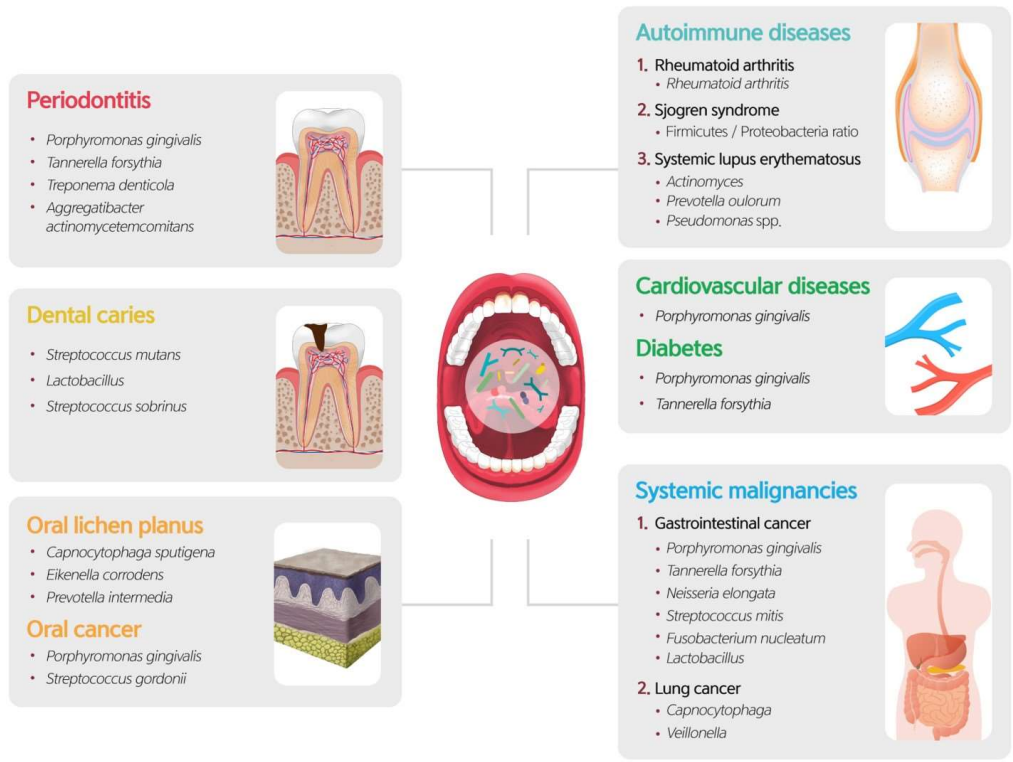 Periodontitis
• Porphyromonas gingivalis
• Tannerella forsythia
• Treponema denticola
• Aggregatibacter
actinomycetemcomitans
Dental caries
• Streptococcus mutans
• Lactobacillus
• Streptococcus sobrinus
Oral lichen planus
• Capnocytophaga sputigena
• Eikenella corrodens
• Prevotella intermedia
Oral cancer
• Porphyromonas gingivalis
• Streptococcus gordonii
Autoimmune diseases
1. Rheumatoid arthritis
• Rheumatoid arthritis
2. Sjogren syndrome
• Firmicutes / Proteobacteria ratio
3. Systemic lupus erythematosus
• Actinomyces
• Prevotella oulorum
• Pseudomonas spp.
Cardiovascular diseases
• Porphyromonas gingivalis
Diabetes
• Porphyromonas gingivalis
• Tannerella forsythia
Systemic malignancies
1. Gastrointestinal cancer
• Porphyromonas gingivalis
• Tannerella forsythia
• Neisseria elongata
• Streptococcus mitis
• Fusobacterium nucleatum
• Lactobacillus
2. Lung cancer
• Capnocytophaga
• Veillonella